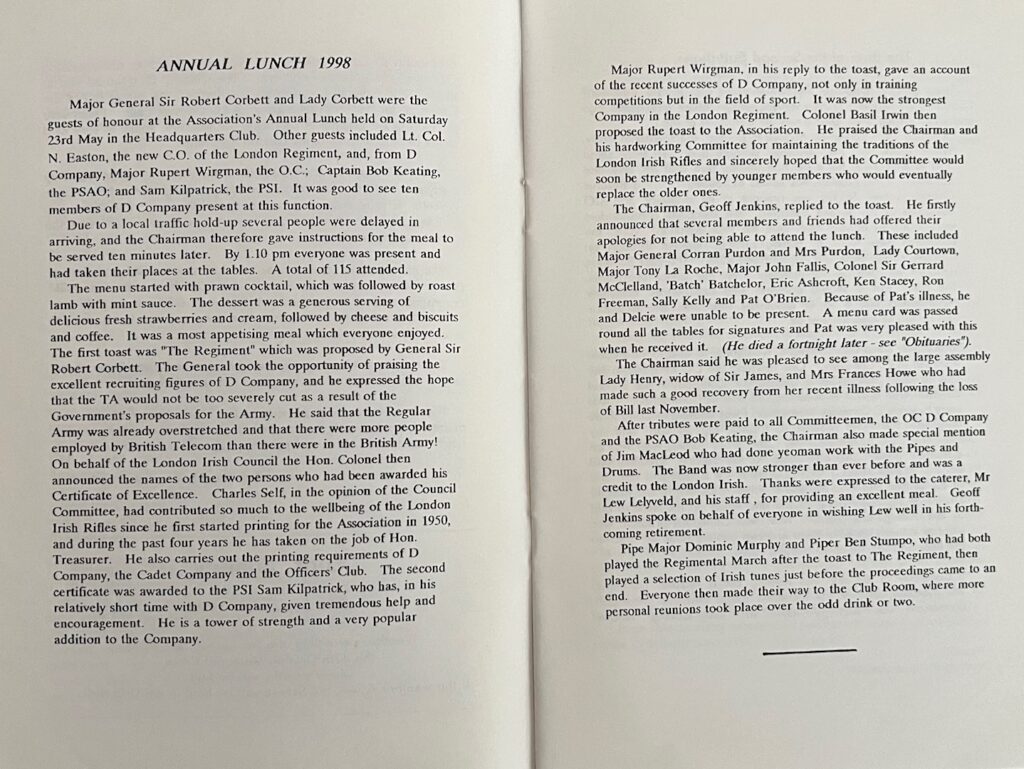 ANNUAL LUNCH 1998
Major General Sir Robert Corbett and Lady Corbett were the
guests of honour at the Association's Annual Lunch held on Saturday
23rd May in the Headquarters Club. Other guests included Lt. Col.
N. Easton, the new C.O. of the London Regiment, and, from D
Company, Major Rupert Wirgman, the O.C.; Captain Bob Keating,
the PSAO; and Sam Kilpatrick, the PSI. It was good to see ten
members of D Company present at this function.
Due to a local traffic hold-up several people were delayed in
arriving, and the Chairman therefore gave instructions for the meal to
be served ten minutes later. By 1.10 pm everyone was present and
had taken their places at the tables. A total of 115 attended.
The menu started with prawn cocktail, which was followed by roast
lamb with mint sauce. The dessert was a generous serving of
delicious fresh strawberries and cream, followed by cheese and biscuits
and coffee. It was a most appetising meal which everyone enjoyed.
The first toast was "The Regiment" which was proposed by General Sir
Robert Corbett. The General took the opportunity of praising the
excellent recruiting figures of D Company, and he expressed the hope
that the TA would not be too severely cut as a result of the
Government's proposals for the Army. He said that the Regular
Army was already overstretched and that there were more people
employed by British Telecom than there were in the British Army!
On behalf of the London Irish Council the Hon. Colonel then
announced the names of the two persons who had been awarded his
Certificate of Excellence. Charles Self, in the opinion of the Council
Committee, had contributed so much to the wellbeing of the London
Irish Rifles since he first started printing for the Association in 1950,
and during the past four years he has taken on the job of Hon.
Treasurer. He also carries out the printing requirements of D
Company, the Cadet Company and the Officers' Club. The second
certificate was awarded to the PSI Sam Kilpatrick, who has, in his
relatively short time with D Company, given tremendous help and
encouragement. He is a tower of strength and a very popular
addition to the Company.
Major Rupert Wirgman, in his reply to the toast, gave an account
of the recent successes of D Company, not only in training
competitions but in the field of sport. It was now the strongest
Company in the London Regiment. Colonel Basil Irwin then
proposed the toast to the Association. He praised the Chairman and
his hardworking Committee for maintaining the traditions of the
London Irish Rifles and sincerely hoped that the Committee would
soon be strengthened by younger members who would eventually
replace the older ones.
The Chairman, Geoff Jenkins, replied to the toast. He firstly
announced that several members and friends had offered their
apologies for not being able to attend the lunch. These included
Major General Corran Purdon and Mrs Purdon, Lady Courtown,
Major Tony La Roche, Major John Fallis, Colonel Sir Gerrard
McClelland, 'Batch' Batchelor, Eric Ashcroft, Ken Stacey, Ron
Freeman, Sally Kelly and Pat O'Brien. Because of Pat's illness, he
and Delcie were unable to be present. A menu card was passed
round all the tables for signatures and Pat was very pleased with this
when he received it. (He died a fortnight later - see "Obituaries").
The Chairman said he was pleased to see among the large assembly
Lady Henry, widow of Sir James, and Mrs Frances Howe who had
made such a good recovery from her recent illness following the loss
of Bill last November.
After tributes were paid to all Committeemen, the OC D Company
and the PSAO Bob Keating, the Chairman also made special mention
of Jim MacLeod who had done yeoman work with the Pipes and
Drums. The Band was now stronger than ever before and was a
credit to the London Irish. Thanks were expressed to the caterer, Mr
Lew Lelyveld, and his staff , for providing an excellent meal. Geoff
Jenkins spoke on behalf of everyone in wishing Lew well in his forth-
coming retirement.
Pipe Major Dominic Murphy and Piper Ben Stumpo, who had both
played the Regimental March after the toast to The Regiment, then
played a selection of Irish tunes just before the proceedings came to an
end. Everyone then made their way to the Club Room, where more
personal reunions took place over the odd drink or two.